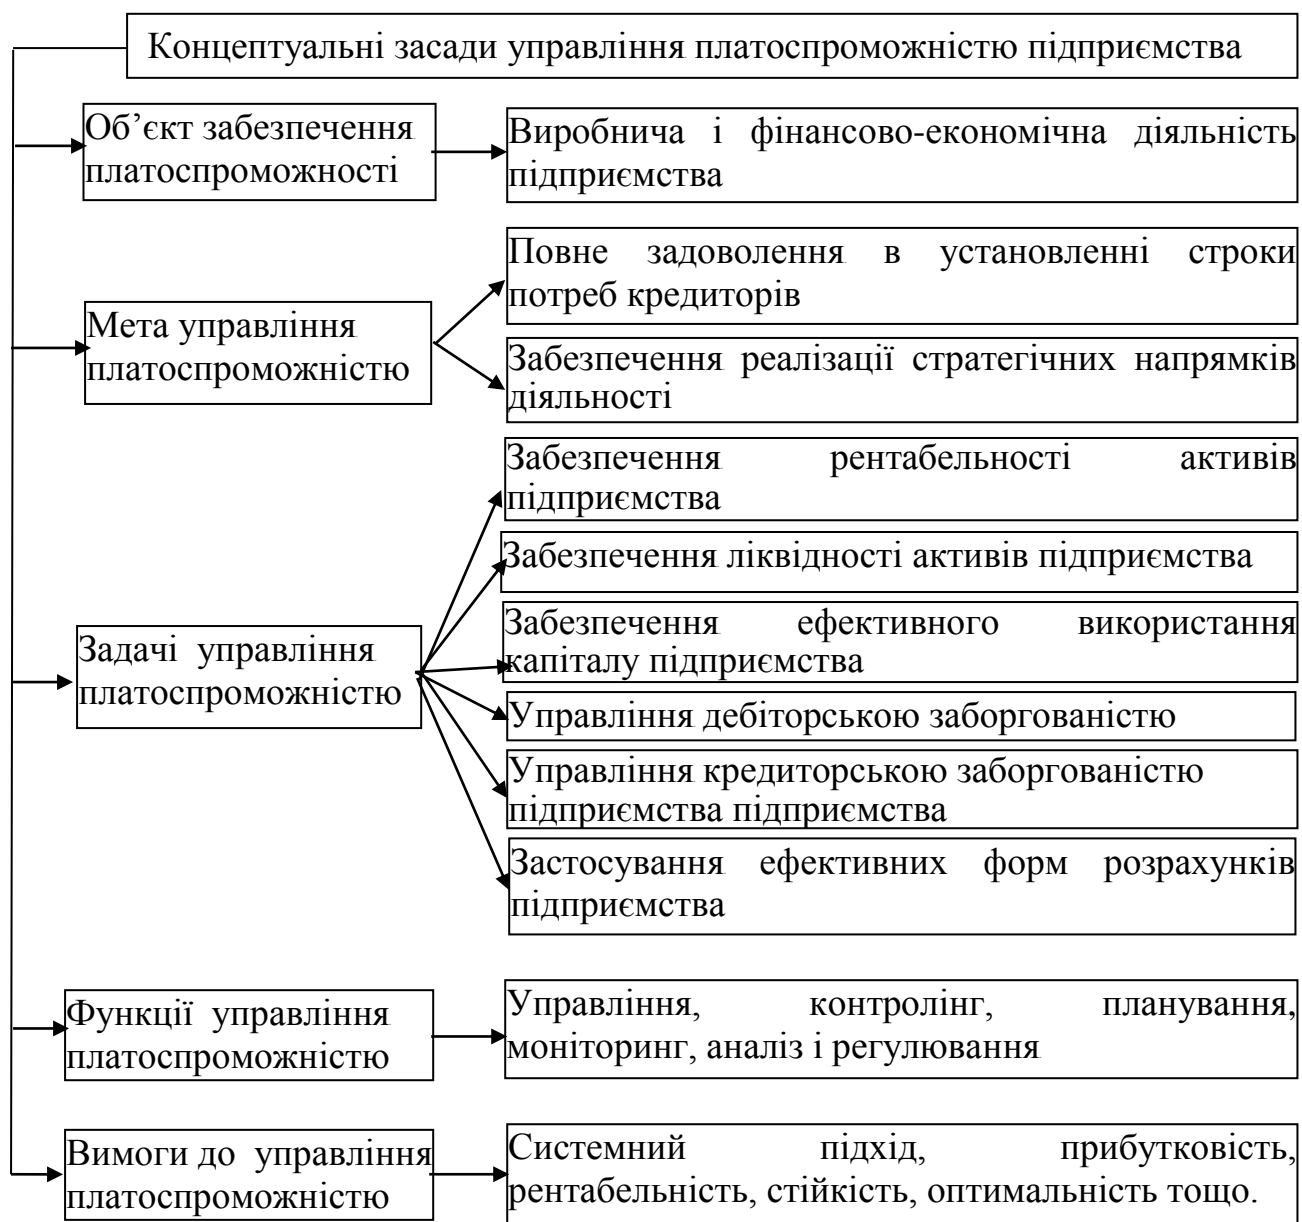 Концептуальні засади управління платоспроможністю підприємства
Об’єкт забезпечення
платоспроможності
Виробнича і фінансово-економічна діяльність
підприємства
Мета управління
платоспроможністю
Повне задоволення в установленні строки
потреб кредиторів
Забезпечення реалізації стратегічних напрямків
діяльності
Задачі управління
платоспроможністю
Забезпечення рентабельності активів
підприємства
Забезпечення ліквідності активів підприємства
Забезпечення ефективного використання
капіталу підприємства
Управління дебіторською заборгованістю
Управління кредиторською заборгованістю
підприємства підприємства
Застосування ефективних форм розрахунків
підприємства
Функції управління
платоспроможністю
Управління, контролінг, планування,
моніторинг, аналіз і регулювання
Вимоги до управління
платоспроможністю
Системний підхід, прибутковість,
рентабельність, стійкість, оптимальність тощо.